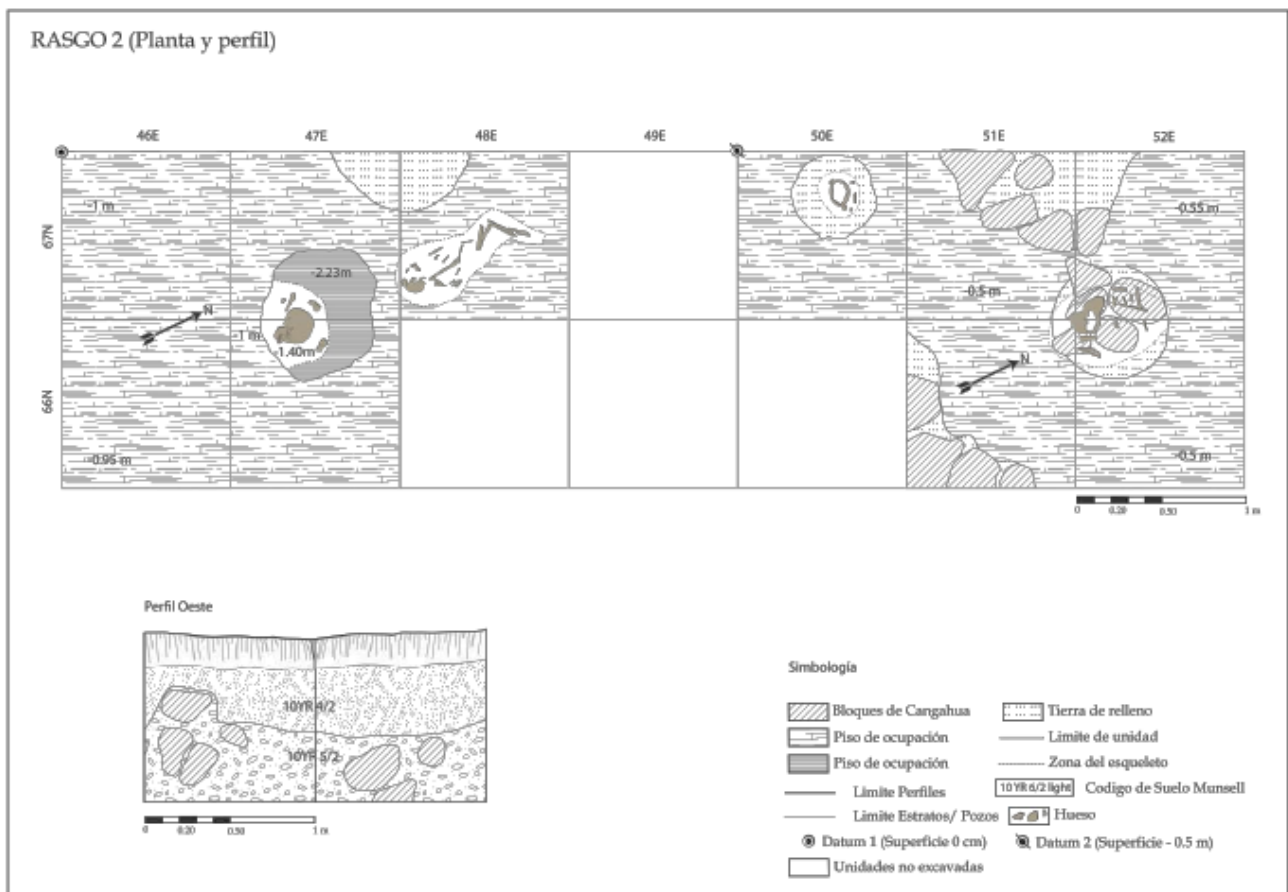 RASGO 2 (Planta y perfil)
46E 47E 48E 49E 50E 51E 52E
67N
66N
-1 m
-2.23m
N
-1 m
-1.40m
-0.95 m
-0.55 m
-0.5 m
N
-0.5 m
0 0.20 0.50 1 m
Perfil Oeste
10YR 4/2
10YR 5/2
0 0.20 0.50 1 m
Simbología
Bloques de Cangahua
Tierra de relleno
Piso de ocupación
Limite de unidad
Piso de ocupación
Zona del esqueleto
Limite Perfiles
10 YR 6/2 light Codigo de Suelo Munsell
Limite Estratos/ Pozos
Hueso
Datum 1 (Superficie 0 cm)
Datum 2 (Superficie - 0.5 m)
Unidades no excavadas